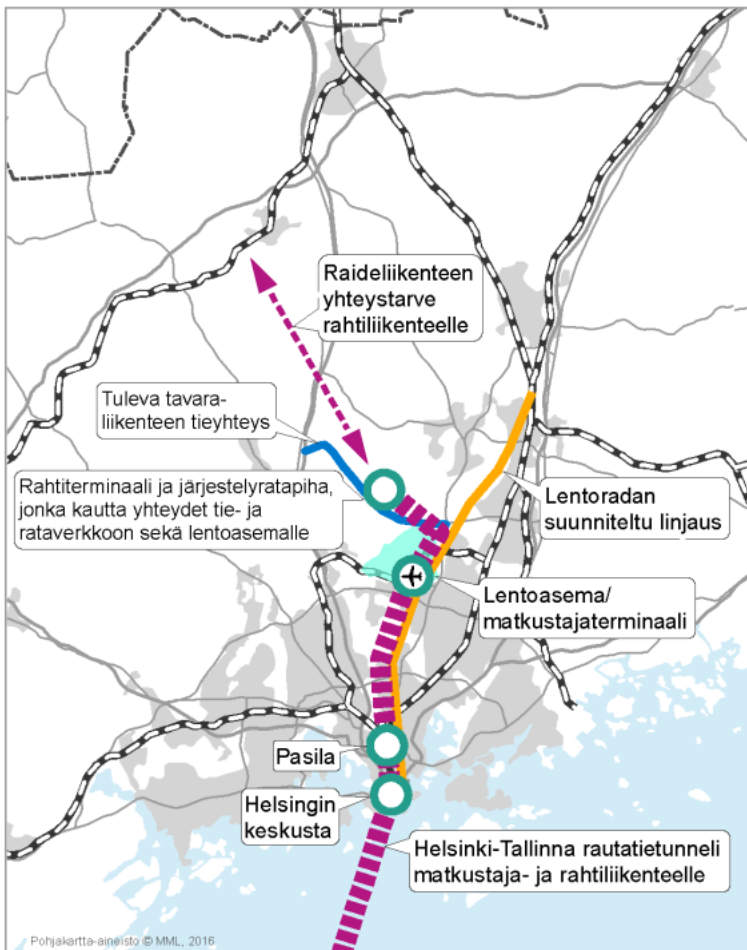 Raideliikenteen
yhteystarve
rahtiliikenteelle
Tuleva tavara-
liikenteen tieyhteys
Rahtiterminaali ja järjestelyratapiha,
jonka kautta yhteydet tie- ja
rataverkkoon sekä lentoasemalle
Lentoradan
suunniteltu linjaus
Lentoasema/
matkustajaterminaali
Pasila
Helsingin
keskusta
Helsinki-Tallinna rautatietunneli
matkustaja- ja rahtiliikenteelle
Pohjakartta-aineisto © MML, 2016